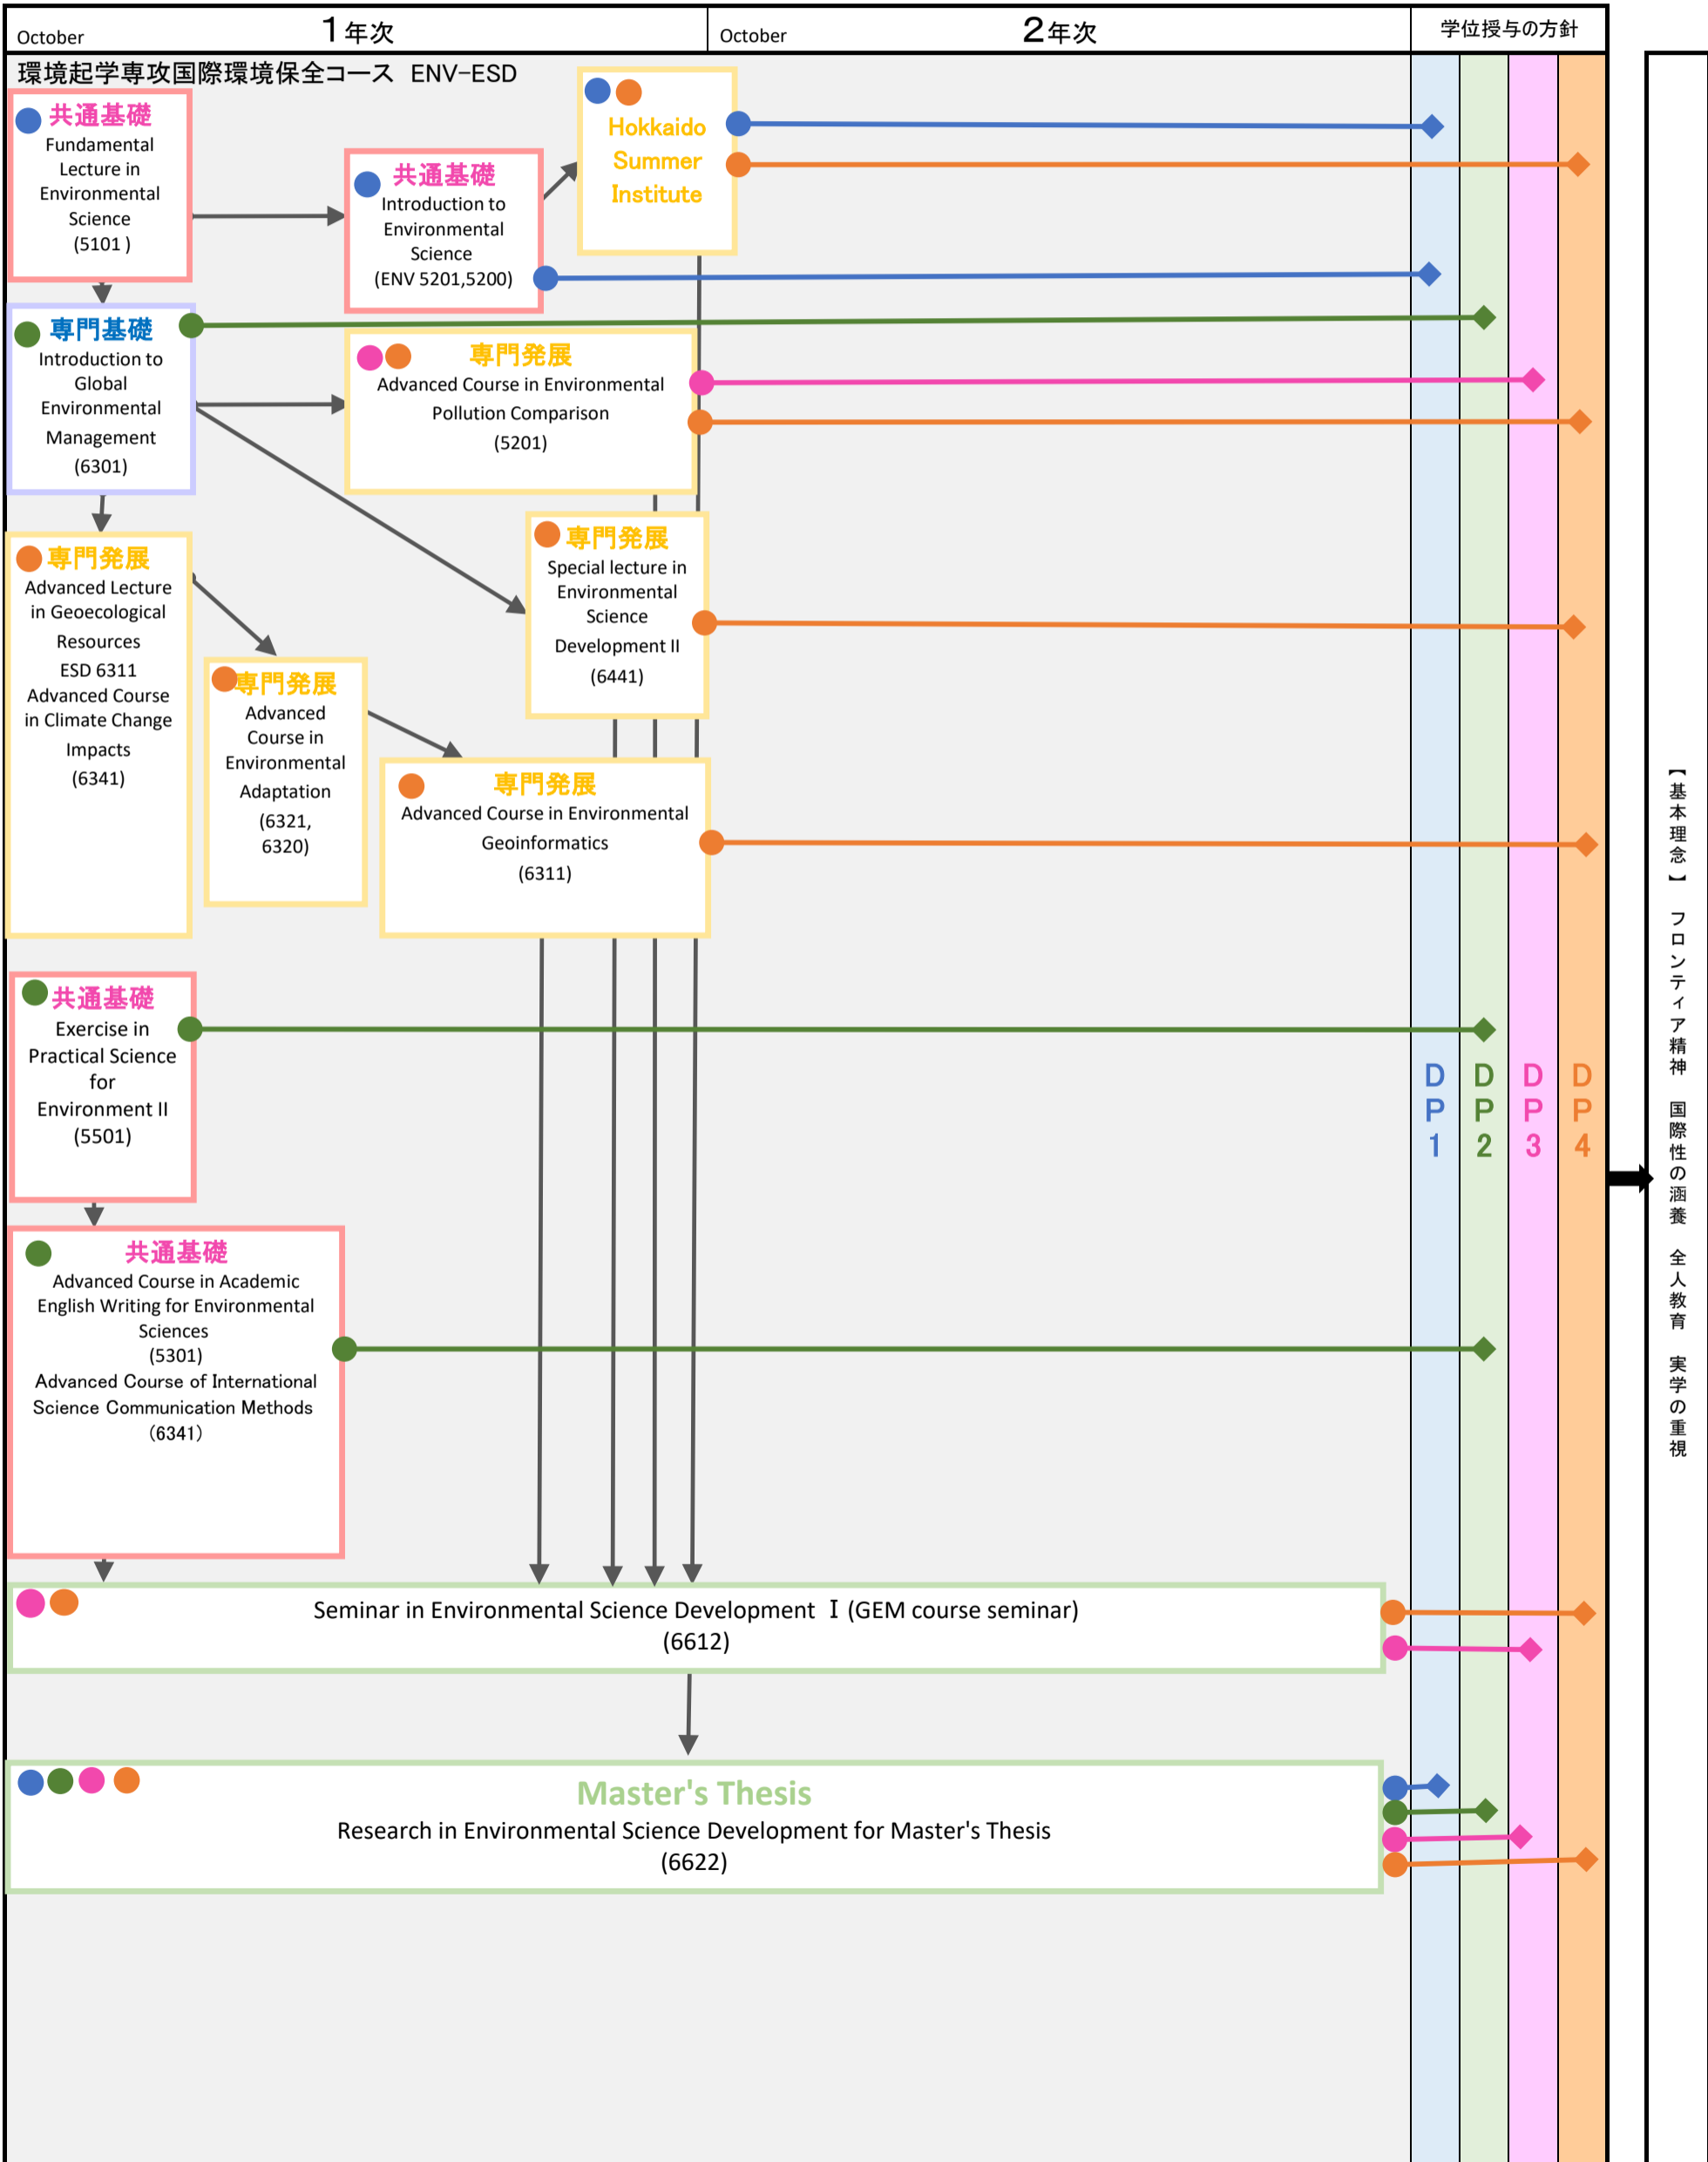 October
1年次
October
2年次
学位授与の方針
環境起学専攻国際環境保全コース ENV-ESD
共通基礎
Fundamental
Lecture in
Environmental
Science
(5101 )
共通基礎
Introduction to
Environmental
Science
(ENV 5201,5200)
Hokkaido
Summer
Institute
専門基礎
Introduction to
Global
Environmental
Management
(6301)
専門発展
Advanced Course in Environmental
Pollution Comparison
(5201)
専門発展
Advanced Lecture
in Geoecological
Resources
ESD 6311
Advanced Course
in Climate Change
Impacts
(6341)
専門発展
Special lecture in
Environmental
Science
Development II
(6441)
専門発展
Advanced
Course in
Environmental
Adaptation
(6321,
6320)
専門発展
Advanced Course in Environmental
Geoinformatics
(6311)
共通基礎
Exercise in
Practical Science
for
Environment II
(5501)
共通基礎
Advanced Course in Academic
English Writing for Environmental
Sciences
(5301)
Advanced Course of International
Science Communication Methods
(6341)
Seminar in Environmental Science Development Ⅰ (GEM course seminar)
(6612)
Master's Thesis
Research in Environmental Science Development for Master's Thesis
(6622)
DP1
DP2
DP3
DP4
【基本理念】 フロンティア精神 国際性の涵養 全人教育 実学の重視